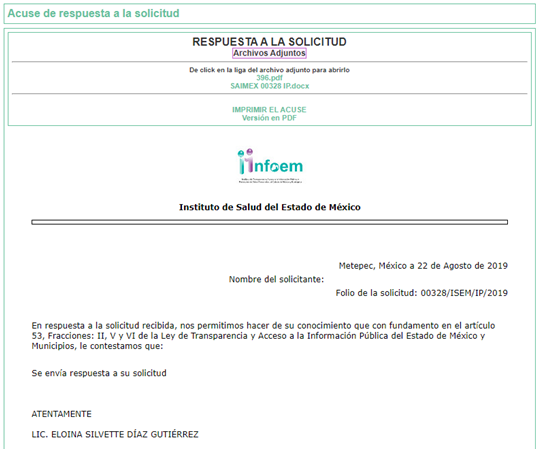 Acuse de respuesta a la solicitud
RESPUESTA A LA SOLICITUD
Archivos Adjuntos
De click en la liga del archivo adjunto para abrirlo
396.pdf
SAIMEX 00328 IP.docx
IMPRIMIR EL ACUSE
Versión en PDF
infoem
Instituto de Salud del Estado de México
Metepec, México a 22 de Agosto de 2019
Nombre del solicitante:
Folio de la solicitud: 00328/ISEM/IP/2019
En respuesta a la solicitud recibida, nos permitimos hacer de su conocimiento que con fundamento en el artículo
53, Fracciones: II, V y VI de la Ley de Transparencia y Acceso a la Información Pública del Estado de México y
Municipios, le contestamos que:
Se envía respuesta a su solicitud
ATENTAMENTE
LIC. ELOINA SILVETTE DÍAZ GUTIÉRREZ